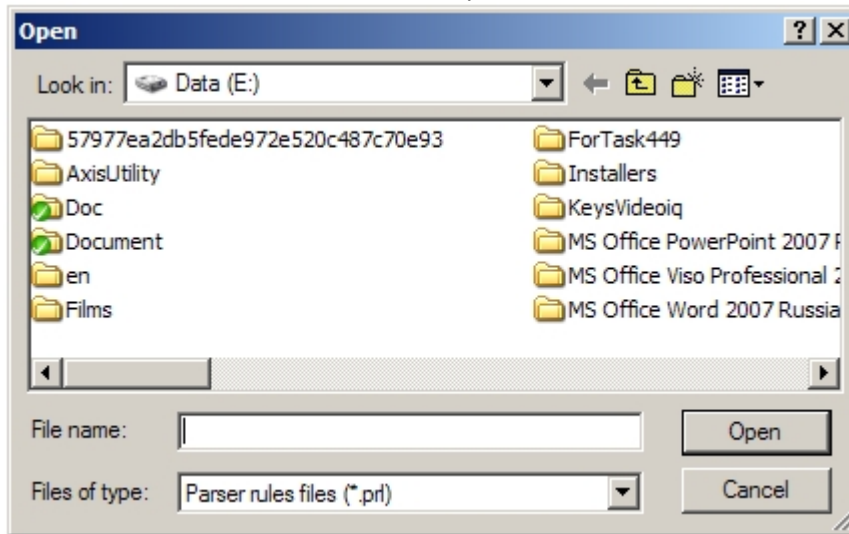 Open
Look in: Data (E:)
57977ea2db5fede972e520c487c70e93
AxisUtility
Doc
Document
en
Films
ForTask449
Installers
KeysVideoiq
MS Office PowerPoint 2007
MS Office Viso Professional
MS Office Word 2007 Russia
File name:
Open
Files of type: Parser rules files (*.prl)
Cancel